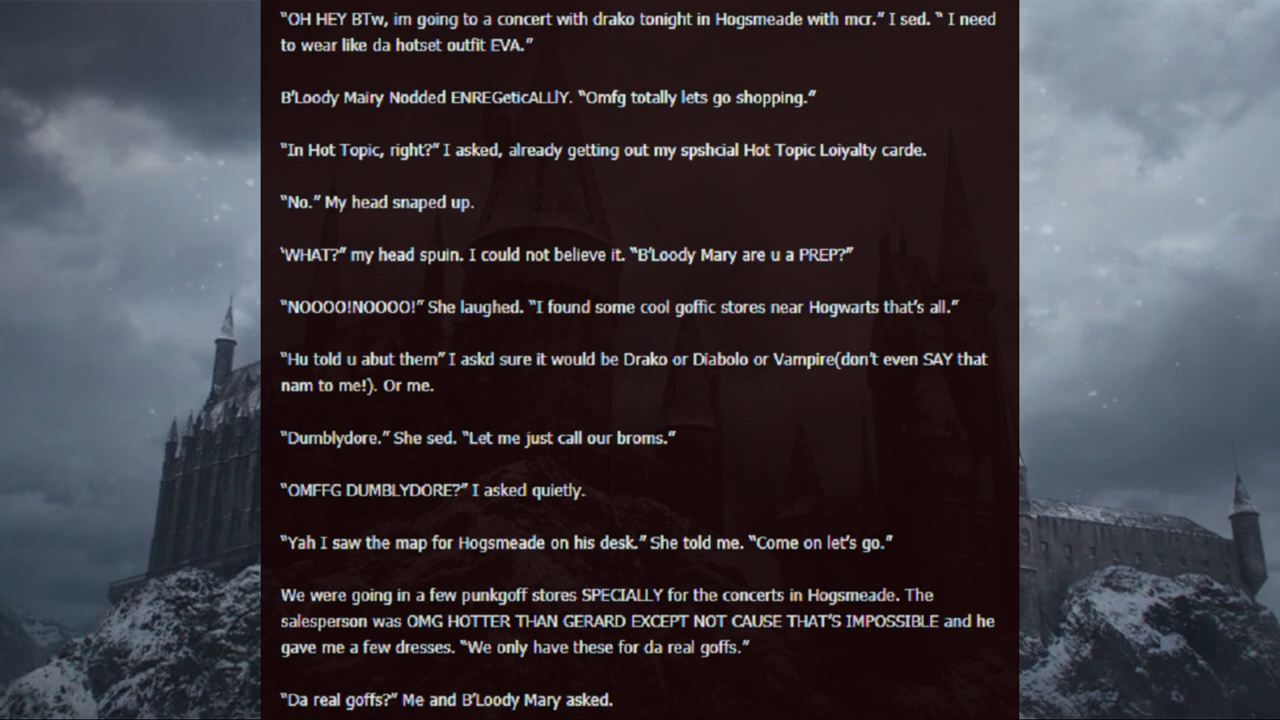 “OH HEY BTw, im going to a concert with drako tonight in Hogsmeade with mcr.” I sed. “ I need
to wear like da hotset outfit EVA.”
B’Loody Mairy Nodded ENREGeticALLlY. “Omfg totally lets go shopping.”
“In Hot Topic, right?” I asked, already getting out my spshcial Hot Topic Loiyalty carde.
“No.” My head snaped up.
‘WHAT?” my head spuin. I could not believe it. “B’Loody Mary are u a PREP?”
“NOOOO!NOOOO!” She laughed. “I found some cool goffic stores near Hogwarts that’s all.”
“Hu told u abut them” I askd sure it would be Drako or Diabolo or Vampire(don’t even SAY that
nam to me!). Or me.
“Dumblydore.” She sed. “Let me just call our broms.”
“OMFFG DUMBLYDORE?” I asked quietly.
“Yah I saw the map for Hogsmeade on his desk.” She told me. “Come on let’s go.”
We were going in a few punkgoff stores SPECIALLY for the concerts in Hogsmeade. The
salesperson was OMG HOTTER THAN GERARD EXCEPT NOT CAUSE THAT’S IMPOSSIBLE and he
gave me a few dresses. “We only have these for da real goffs.”
“Da real goffs?” Me and B’Loody Mary asked.